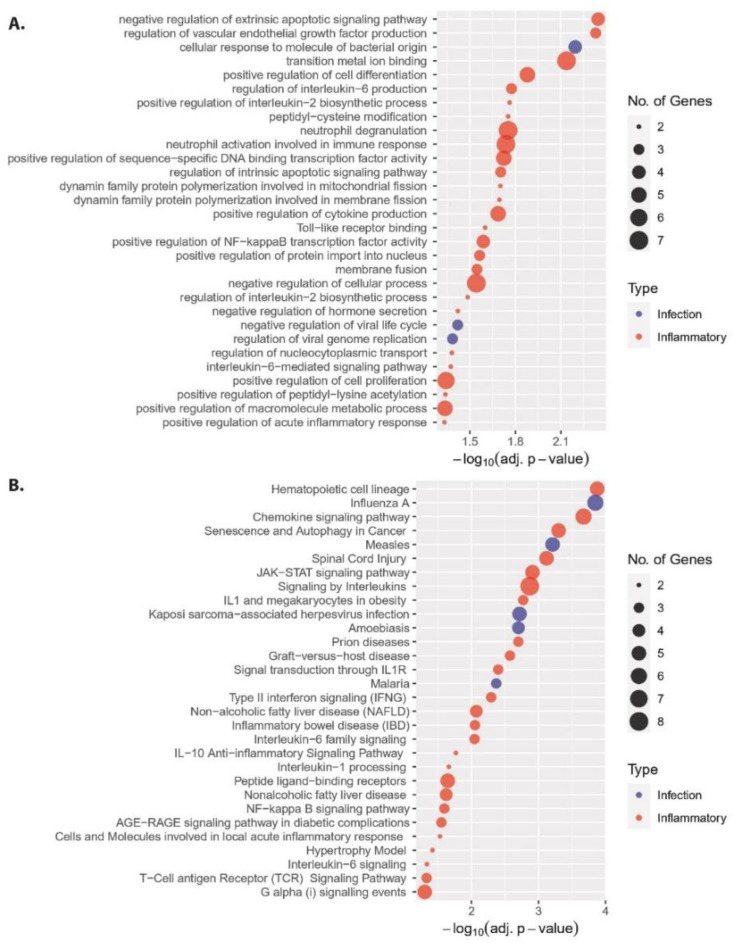 A.
negative regulation of extrinsic apoptotic signaling pathway
regulation of vascular endothelial growth factor production
cellular response to molecule of bacterial origin
transition metal ion binding
positive regulation of cell differentiation
regulation of interleukin−6 production
positive regulation of interleukin−2 biosynthetic process
peptidyl−cysteine modification
neutrophil degranulation
neutrophil activation involved in immune response
positive regulation of sequence−specific DNA binding transcription factor activity
regulation of intrinsic apoptotic signaling pathway
dynamin family protein polymerization involved in mitochondrial fission
dynamin family protein polymerization involved in membrane fission
positive regulation of cytokine production
Toll−like receptor binding
positive regulation of NF−kappaB transcription factor activity
positive regulation of protein import into nucleus
membrane fusion
negative regulation of cellular process
regulation of interleukin−2 biosynthetic process
negative regulation of hormone secretion
negative regulation of viral life cycle
regulation of viral genome replication
regulation of nucleocytoplasmic transport
interleukin−6−mediated signaling pathway
positive regulation of cell proliferation
positive regulation of peptidyl−lysine acetylation
positive regulation of macromolecule metabolic process
positive regulation of acute inflammatory response
1.5 1.8 2.1
−log10(adj. p−value)
No. of Genes
2
3
4
5
6
7
Type
Infection
Inflammatory
B.
Hematopoietic cell lineage
Influenza A
Chemokine signaling pathway
Senescence and Autophagy in Cancer
Measles
Spinal Cord Injury
JAK−STAT signaling pathway
Signaling by Interleukins
IL1 and megakaryocytes in obesity
Kaposi sarcoma−associated herpesvirus infection
Amoebiasis
Prion diseases
Graft−versus−host disease
Signal transduction through IL1R
Malaria
Type II interferon signaling (IFNG)
Non−alcoholic fatty liver disease (NAFLD)
Inflammatory bowel disease (IBD)
Interleukin−6 family signaling
IL−10 Anti−inflammatory Signaling Pathway
Interleukin−1 processing
Peptide ligand−binding receptors
Nonalcoholic fatty liver disease
NF−kappa B signaling pathway
AGE−RAGE signaling pathway in diabetic complications
Cells and Molecules involved in local acute inflammatory response
Hypertrophy Model
Interleukin−6 signaling
T−Cell antigen Receptor (TCR) Signaling Pathway
G alpha (i) signalling events
2 3 4
−log10(adj. p−value)
No. of Genes
2
3
4
5
6
7
8
Type
Infection
Inflammatory